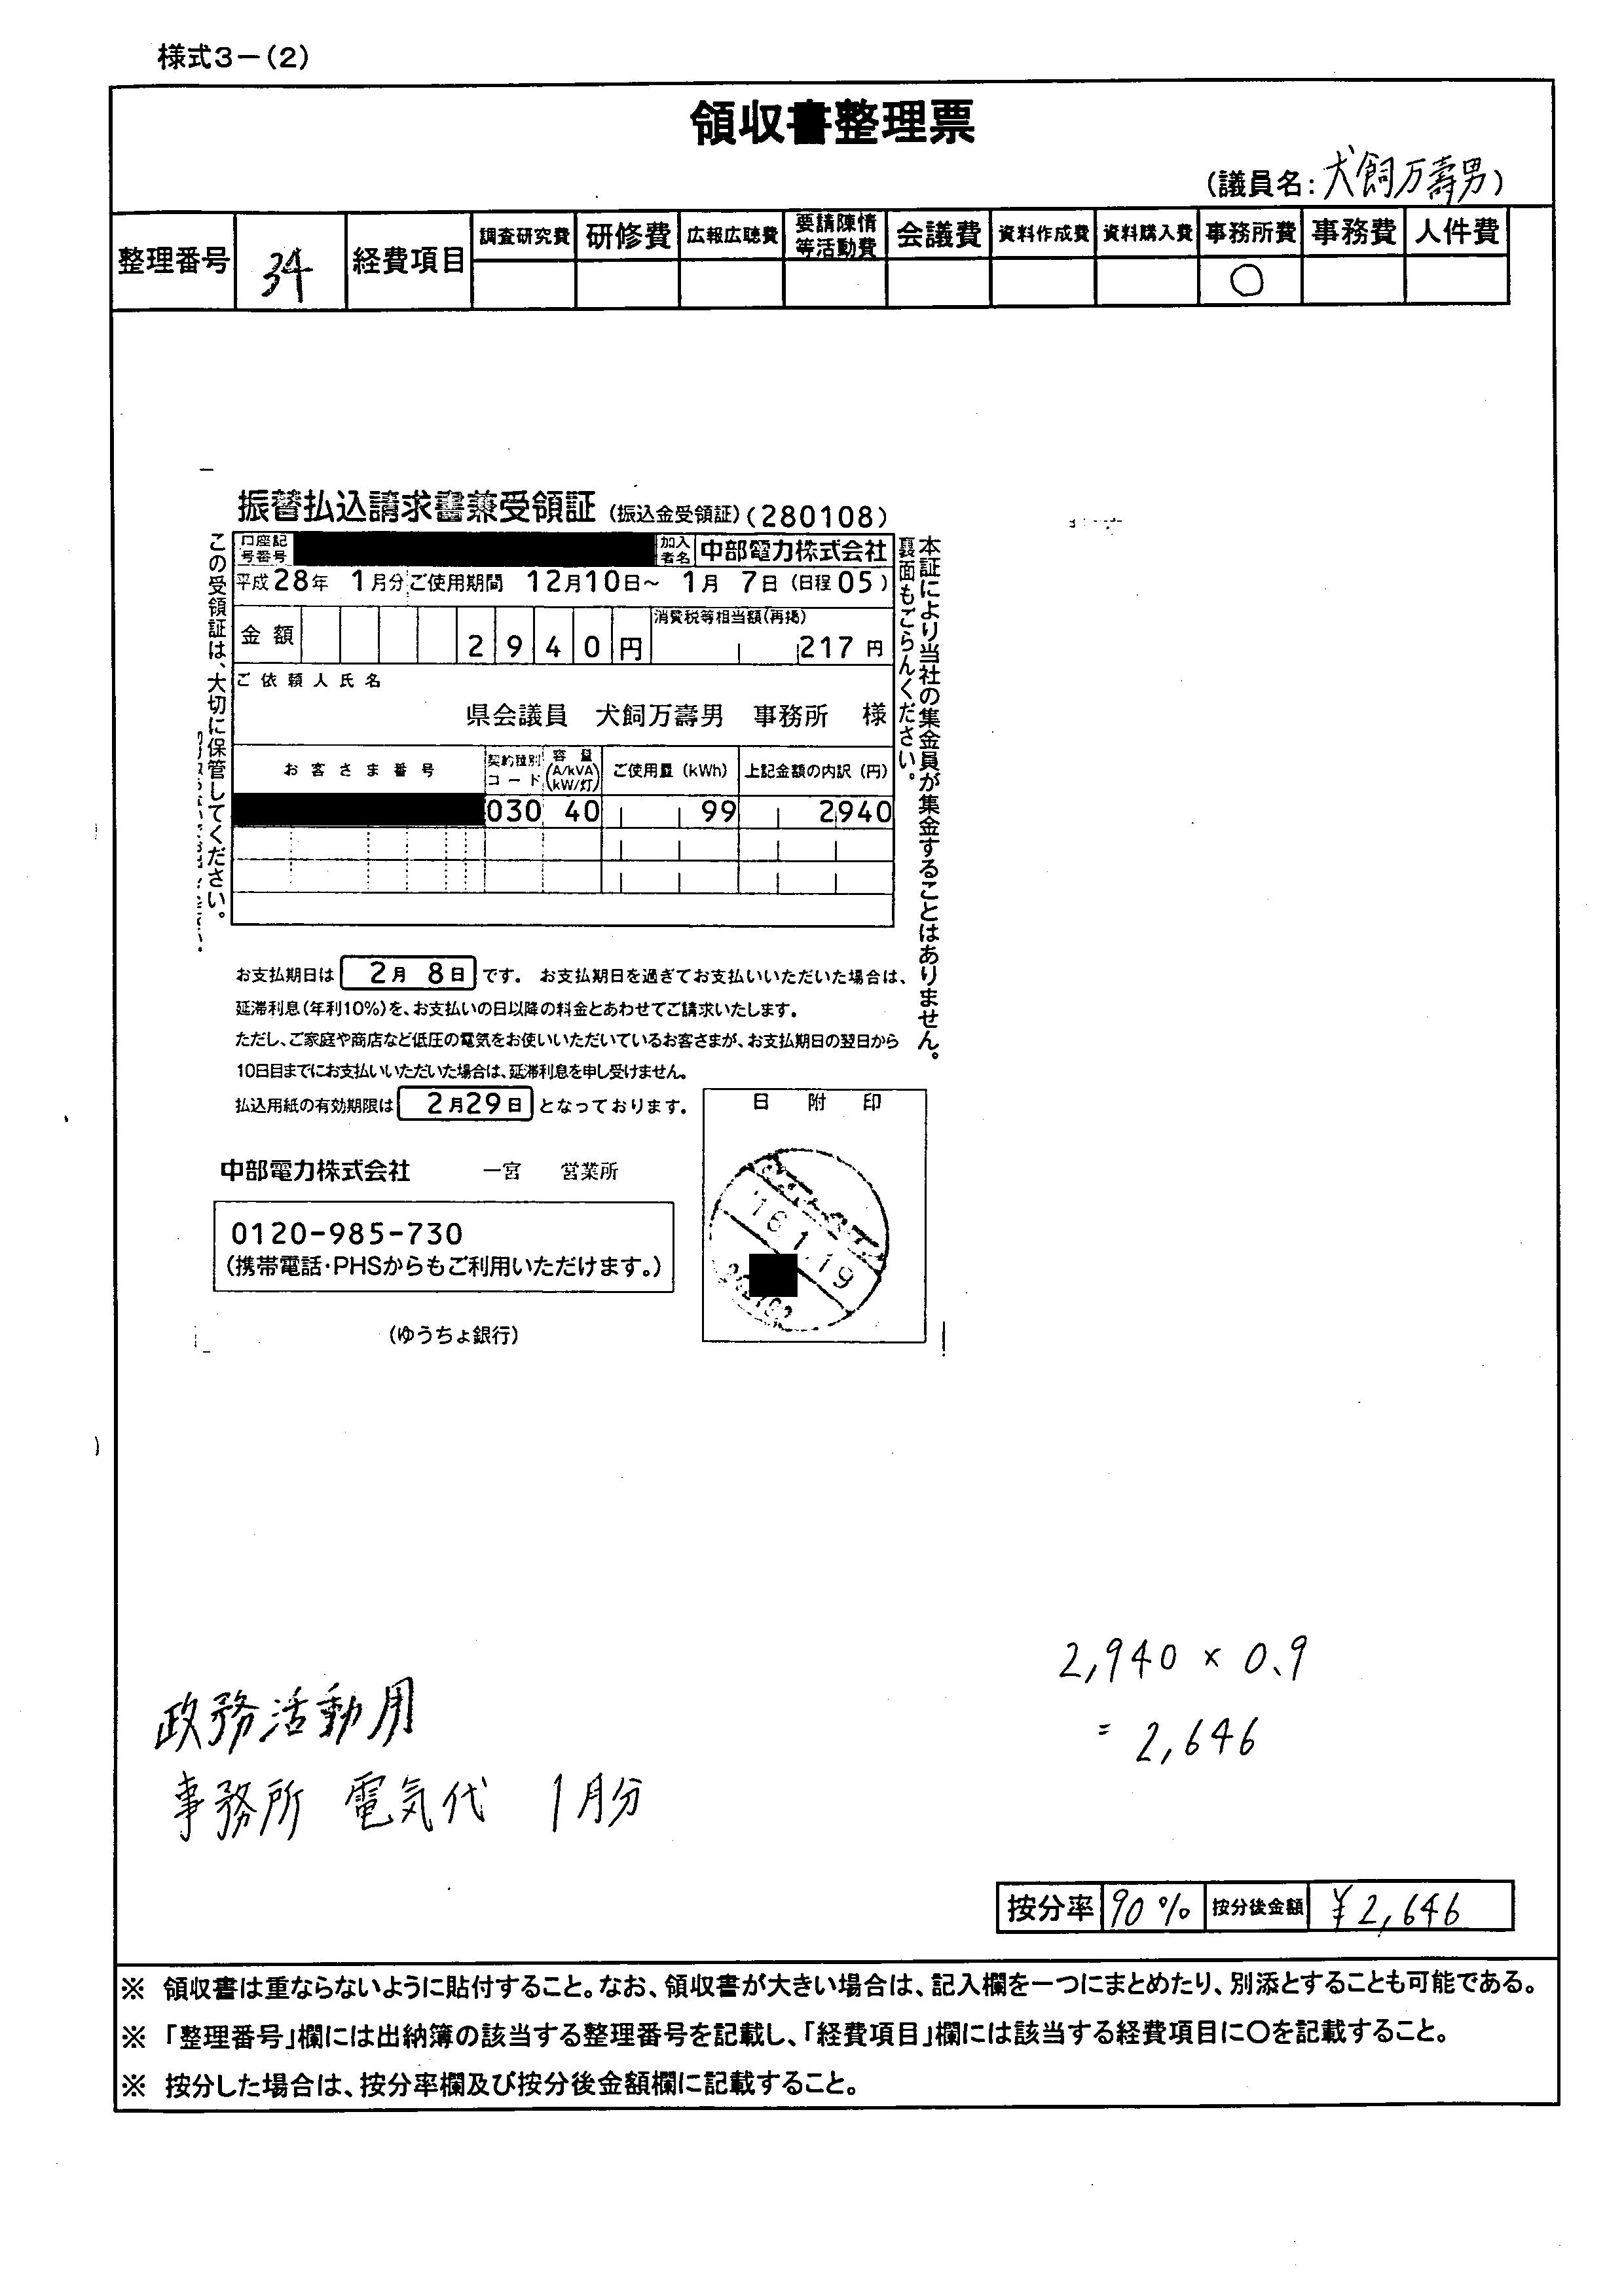 様式3-(2)
領収書整理票
(議員名:犬飼万壽男)
整理番号 34 経費項目 調査研究費 研修費 広報広聴費 要請陳情等活動費 会議費 資料作成費 資料購入費 事務所費 事務費 人件費
○
振替払込請求書兼受領証(振込金受領証)(280108)
口座記号番号 加入者名 中部電力株式会社
平成28年 1月分ご使用期間 12月10日~ 1月 7日(日程05)
金額 2940円 消費税等相当額(再掲) 217円
ご依頼人氏名
県会議員 犬飼万壽男 事務所 様
お客さま番号 契約種別コード 容量(A/kVA)(kW/灯) ご使用量(kWh) 上記金額の内訳(円)
030 40 99 2940
この受領証は、大切に保管してください。
本証により当社の集金員が集金することはありません。
裏面もごらんください。
お支払期日は 2月 8日 です。 お支払期日を過ぎてお支払いいただいた場合は、
延滞利息(年利10%)を、お支払いの日以降の料金とあわせてご請求いたします。
ただし、ご家庭や商店など低圧の電気をお使いいただいているお客さまが、お支払期日の翌日から
10日目までにお支払いいただいた場合は、延滞利息を申し受けません。
払込用紙の有効期限は 2月29日 となっております。
日附印
16.1.19
中部電力株式会社 一宮 営業所
0120-985-730
(携帯電話・PHSからもご利用いただけます。)
(ゆうちょ銀行)
2,940 × 0.9
= 2,646
政務活動用
事務所 電気代 1月分
按分率 90% 按分後金額 ¥2,646
※ 領収書は重ならないように貼付すること。なお、領収書が大きい場合は、記入欄を一つにまとめたり、別添とすることも可能である。
※ 「整理番号」欄には出納簿の該当する整理番号を記載し、「経費項目」欄には該当する経費項目に○を記載すること。
※ 按分した場合は、按分率欄及び按分後金額欄に記載すること。